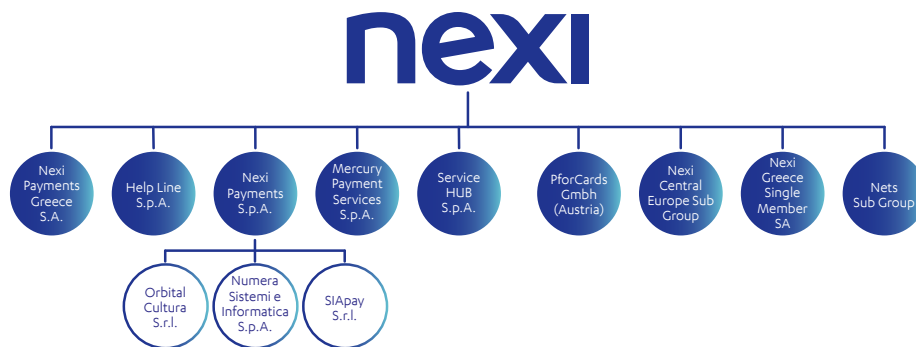 nexi
Nexi
Payments
Greece
S.A.
Help Line
S.p.A.
Nexi
Payments
S.p.A.
Mercury
Payment
Services
S.p.A.
Service
HUB
S.p.A.
PforCards
Gmbh
(Austria)
Nexi
Central
Europe Sub
Group
Nexi
Greece
Single
Member
SA
Nets
Sub Group
Orbital
Cultura
S.r.l.
Numera
Sistemi e
Informatica
S.p.A.
SIApay
S.r.l.